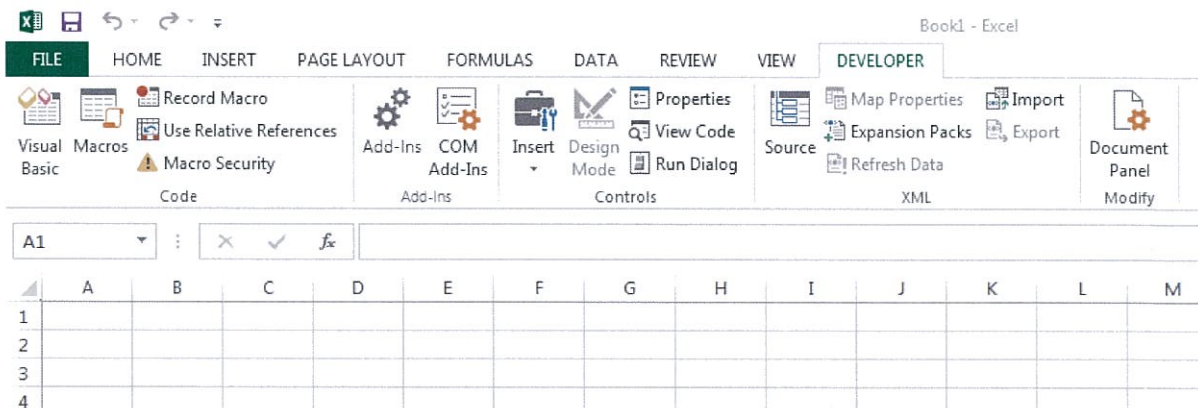 Book1 - Excel
FILE HOME INSERT PAGE LAYOUT FORMULAS DATA REVIEW VIEW DEVELOPER
Visual Basic
Macros
Record Macro
Use Relative References
Macro Security
Code
Add-Ins
COM Add-Ins
Add-Ins
Insert
Design Mode
Properties
View Code
Run Dialog
Controls
Source
Map Properties
Expansion Packs
Refresh Data
Import
Export
XML
Document Panel
Modify
A1
fx
A B C D E F G H I J K L M
1
2
3
4